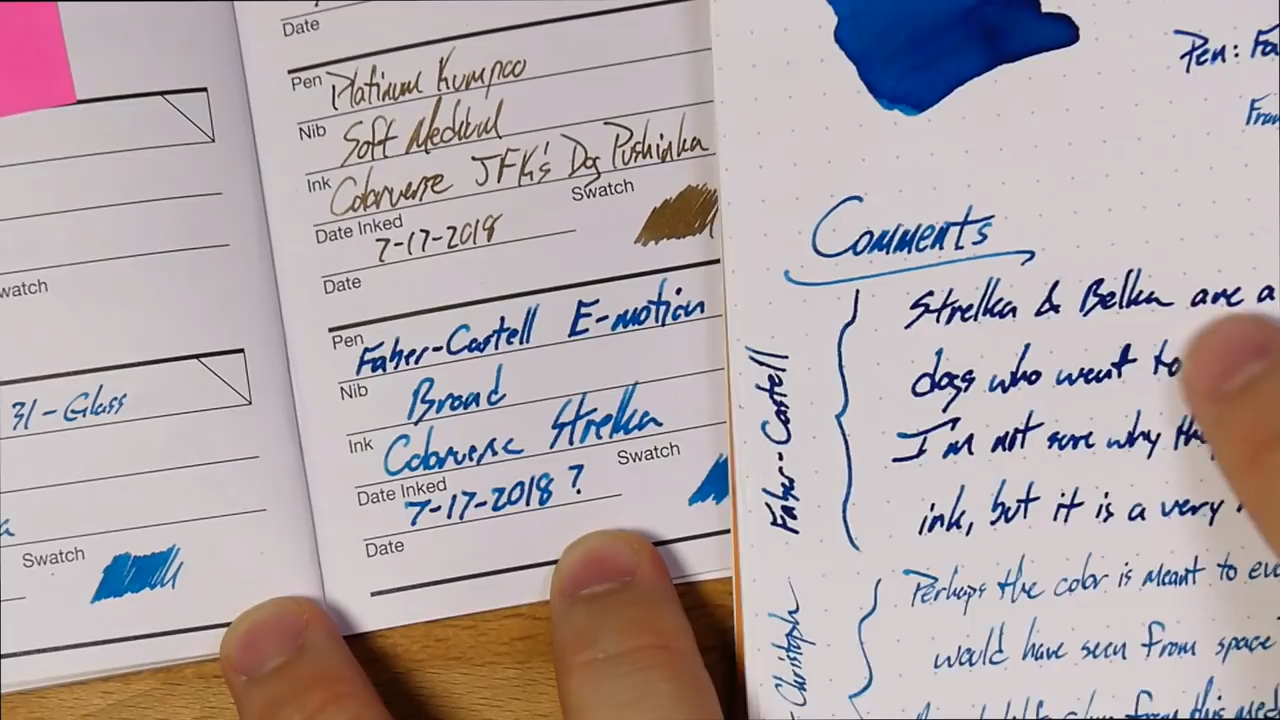 watch
31-Glass
a
Swatch
Date
Pen Platinum Kumpoo
Nib Soft Medium
Ink Colorverse JFK's Dog Pushinka
Date Inked 7-17-2018 Swatch
Date
Pen Faber-Castell E-motion
Nib Broad
Ink Colorverse Strelka
Date Inked 7-17-2018? Swatch
Date
Pen: Fa
Comments
Faber-Castell
Strelka & Belka are a
dogs who went to
I'm not sure why
ink, but it is a very
-Christoph
Perhaps the color is meant to
would have seen from space
from this med